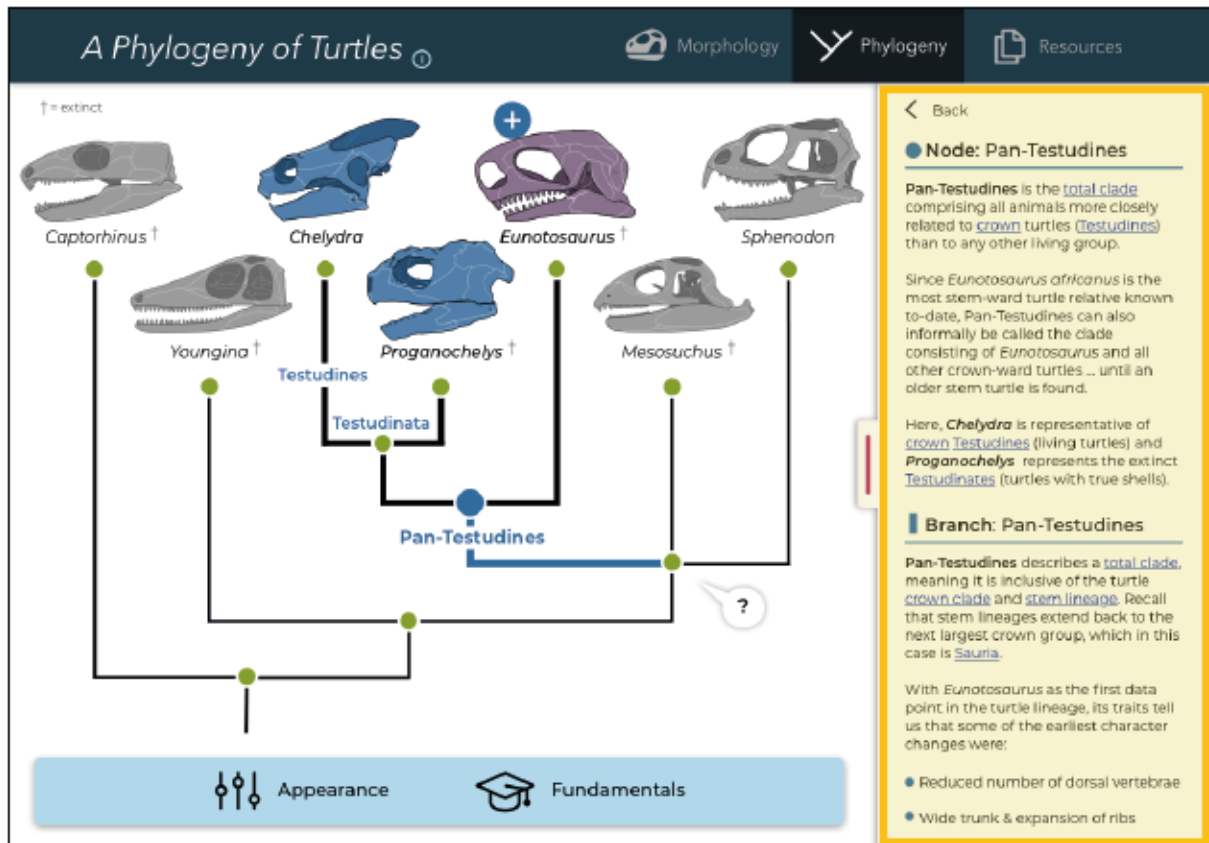 A Phylogeny of Turtles
Morphology
Phylogeny
Resources
† = extinct
Captorhinus †
Chelydra
Eunotosaurus †
Sphenodon
Youngina †
Proganochelys †
Mesosuchus †
Testudines
Testudinata
Pan-Testudines
?
Appearance
Fundamentals
Back
Node: Pan-Testudines
Pan-Testudines is the total clade
comprising all animals more closely
related to crown turtles (Testudines)
than to any other living group.
Since Eunotosaurus africanus is the
most stem-ward turtle relative known
to-date, Pan-Testudines can also
informally be called the clade
consisting of Eunotosaurus and all
other crown-ward turtles ... until an
older stem turtle is found.
Here, Chelydra is representative of
crown Testudines (living turtles) and
Proganochelys represents the extinct
Testudinates (turtles with true shells).
Branch: Pan-Testudines
Pan-Testudines describes a total clade,
meaning it is inclusive of the turtle
crown clade and stem lineage. Recall
that stem lineages extend back to the
next largest crown group, which in this
case is Sauria.
With Eunotosaurus as the first data
point in the turtle lineage, its traits tell
us that some of the earliest character
changes were:
Reduced number of dorsal vertebrae
Wide trunk & expansion of ribs